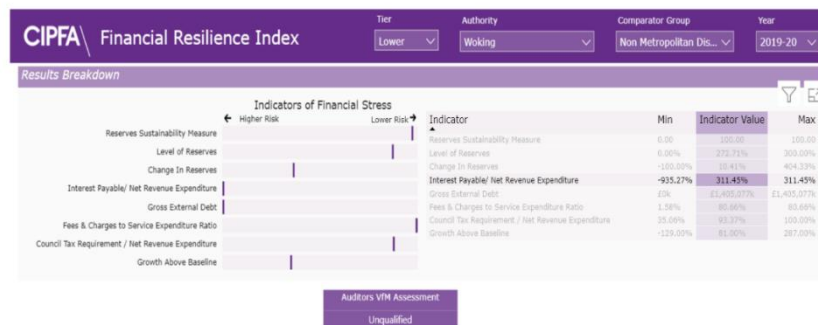 Tier
Authority
Comparator Group
Year
CIPFA\ Financial Resilience Index
Lower
Woking
Non Metropolitan Dis...
2019-20
Results Breakdown
Indicators of Financial Stress
← Higher Risk
Lower Risk→
Reserves Sustainability Measure
Level of Reserves
Change In Reserves
Interest Payable/ Net Revenue Expenditure
Gross External Debt
Fees & Charges to Service Expenditure Ratio
Council Tax Requirement / Net Revenue Expenditure
Growth Above Baseline
Indicator Min Indicator Value Max
Reserves Sustainability Measure 0.00 100.00 100.00
Level of Reserves 0.00% 272.71% 300.00%
Change In Reserves -100.00% 10.41% 404.33%
Interest Payable/ Net Revenue Expenditure -935.27% 311.45% 311.45%
Gross External Debt £0k £1,405,077k £1,405,077k
Fees & Charges to Service Expenditure Ratio 1.58% 80.66% 80.66%
Council Tax Requirement / Net Revenue Expenditure 35.06% 93.37% 100.00%
Growth Above Baseline -129.00% 81.00% 287.00%
Auditors VfM Assessment
Unqualified